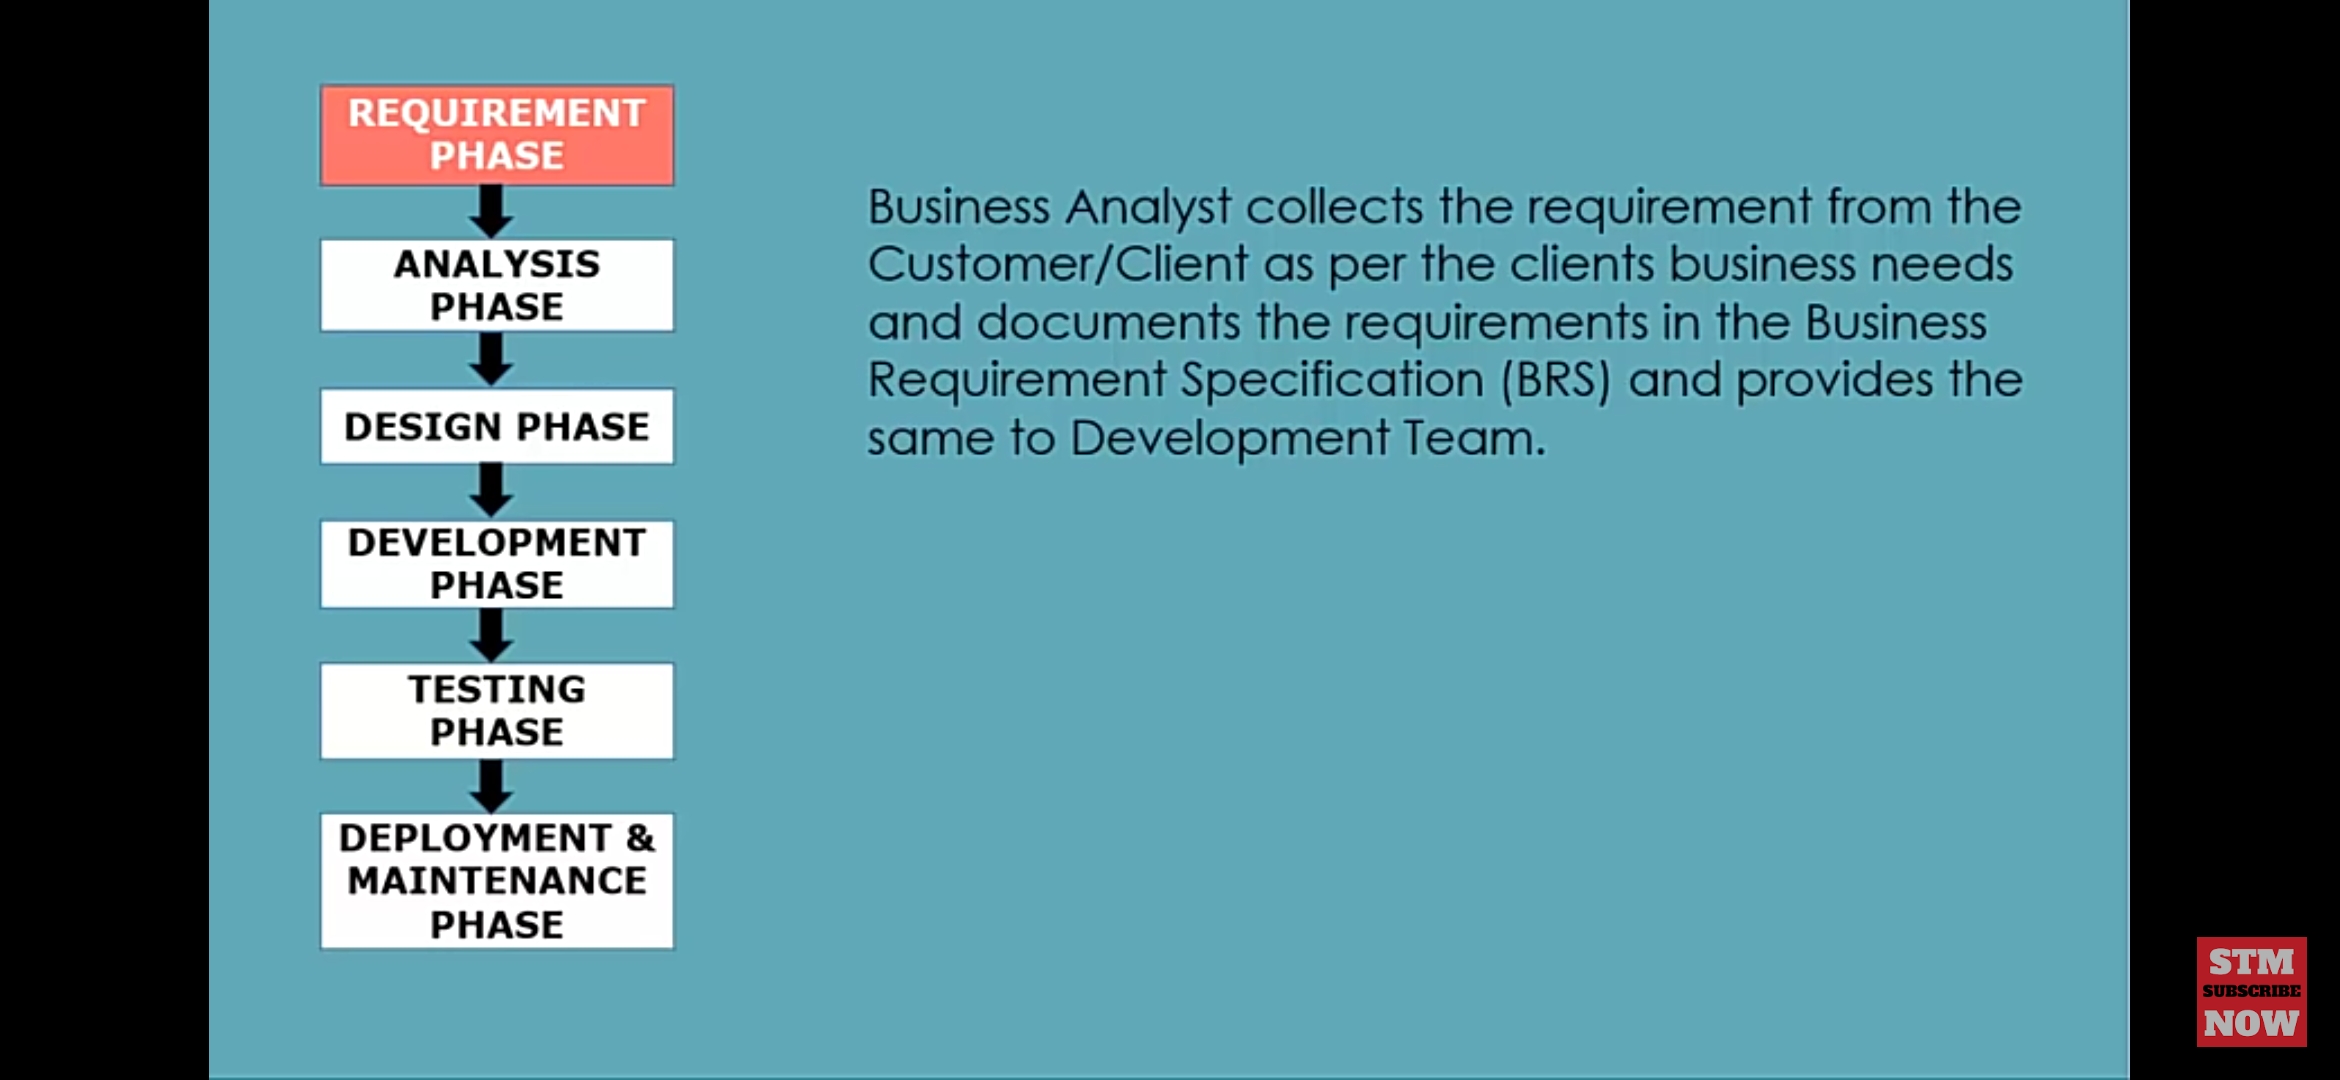 REQUIREMENT
PHASE
ANALYSIS
PHASE
DESIGN PHASE
DEVELOPMENT
PHASE
TESTING
PHASE
DEPLOYMENT &
MAINTENANCE
PHASE
Business Analyst collects the requirement from the
Customer/Client as per the clients business needs
and documents the requirements in the Business
Requirement Specification (BRS) and provides the
same to Development Team.
STM
SUBSCRIBE
NOW